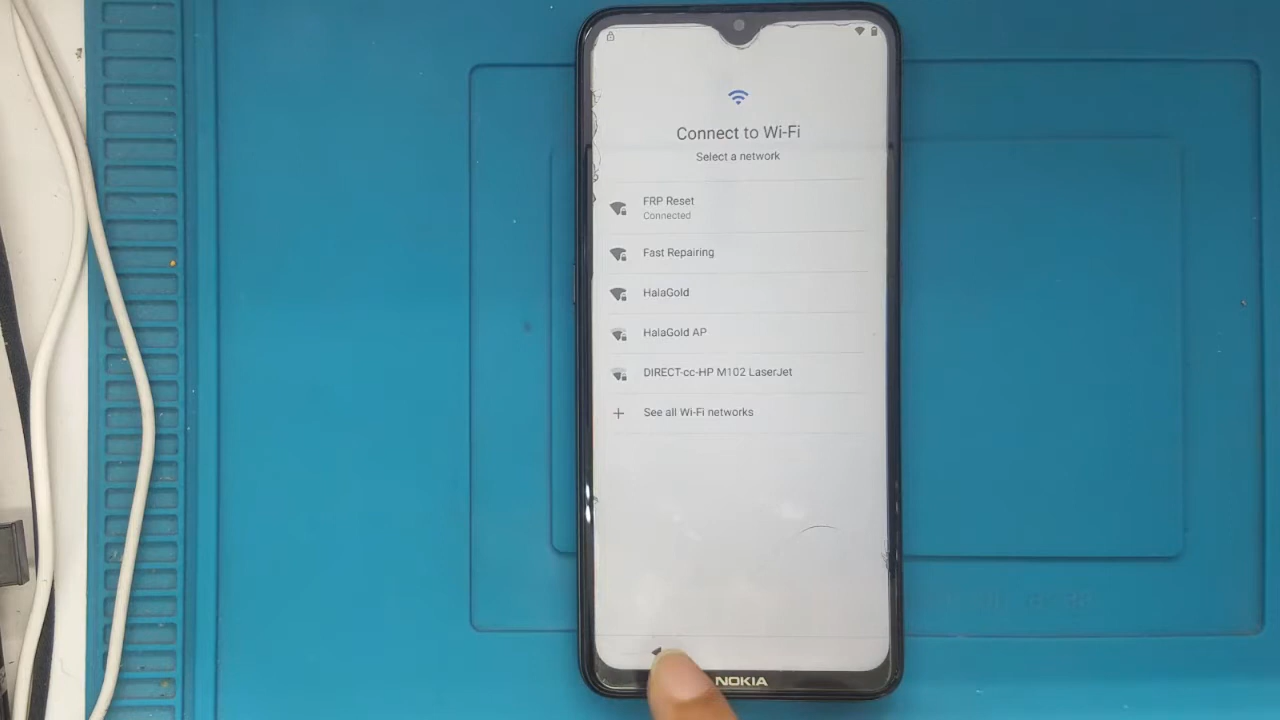 Connect to Wi-Fi
Select a network
FRP Reset
Connected
Fast Repairing
HalaGold
HalaGold AP
DIRECT-cc-HP M102 LaserJet
See all Wi-Fi networks
NOKIA